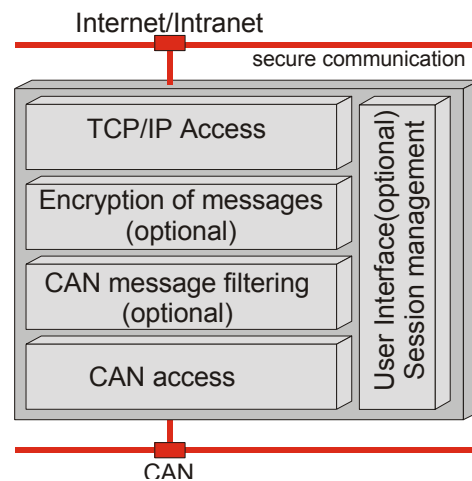 Internet/Intranet
secure communication
TCP/IP Access
Encryption of messages
(optional)
CAN message filtering
(optional)
CAN access
User Interface(optional)
Session management
CAN